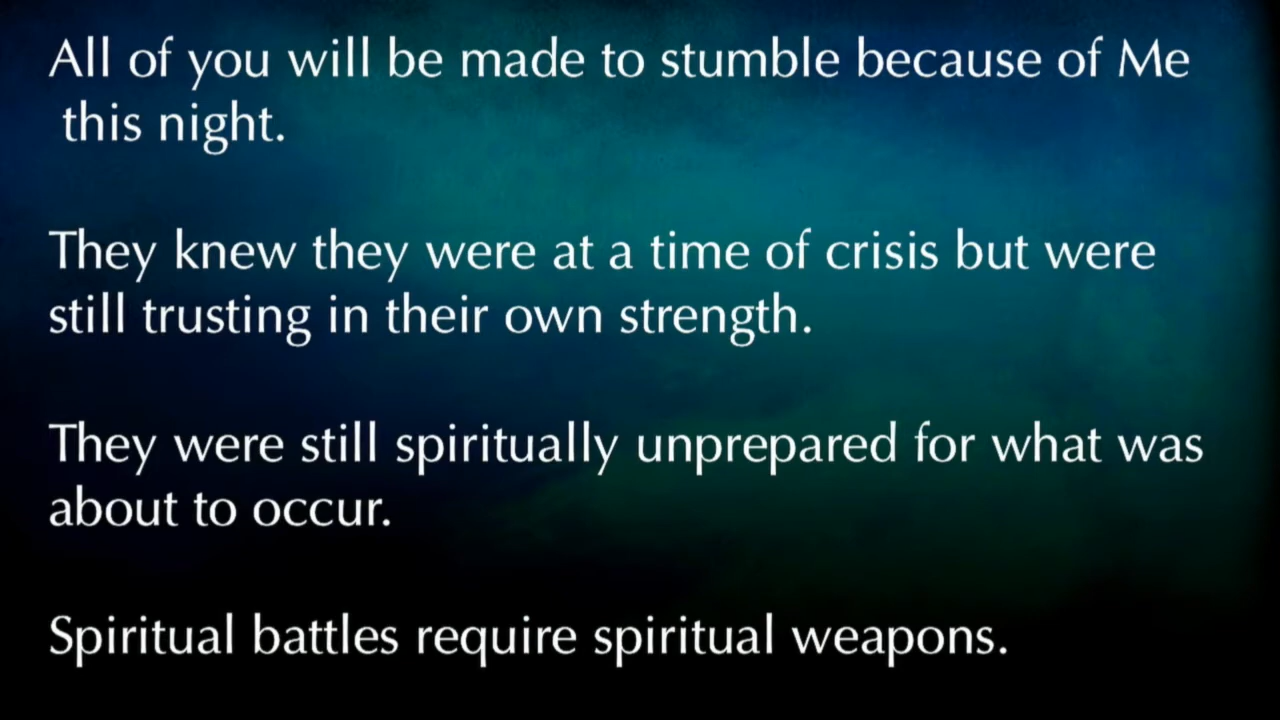 All of you will be made to stumble because of Me
this night.
They knew they were at a time of crisis but were
still trusting in their own strength.
They were still spiritually unprepared for what was
about to occur.
Spiritual battles require spiritual weapons.